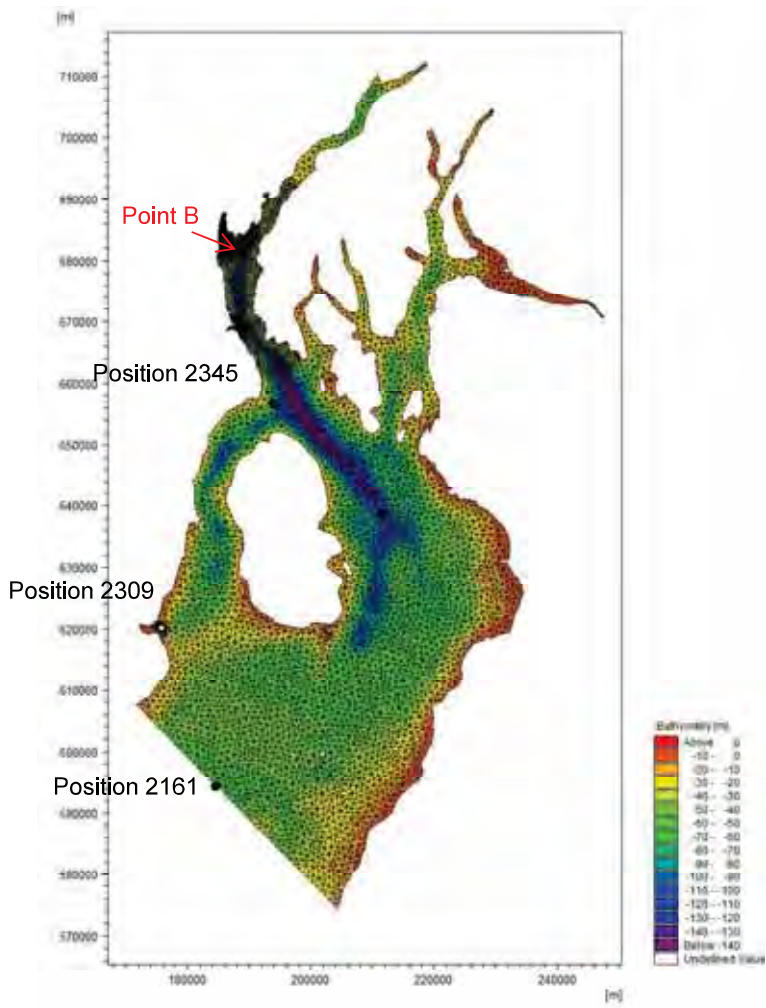 [m]
710000
700000
690000
Point B
680000
670000
Position 2345
660000
650000
640000
630000
Position 2309
620000
610000
600000
Position 2161
590000
580000
570000
180000 200000 220000 240000
[m]
Bathymetry [m]
Above 0
-10 - 0
-20 - -10
-30 - -20
-40 - -30
-50 - -40
-60 - -50
-70 - -60
-80 - -70
-90 - -80
-100 - -90
-110 - -100
-120 - -110
-130 - -120
-140 - -130
Below -140
Undefined Value